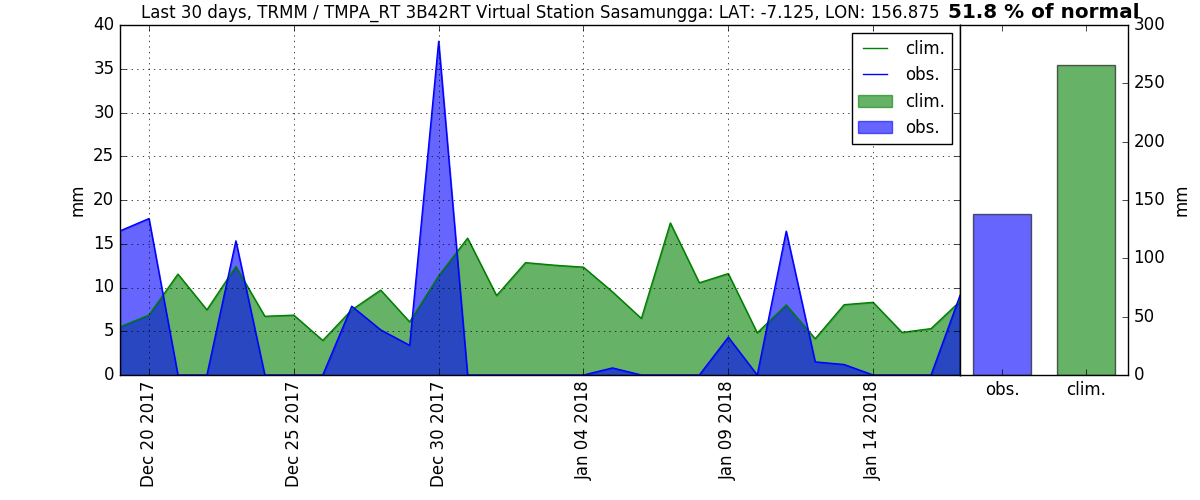 Last 30 days, TRMM / TMPA_RT 3B42RT Virtual Station Sasamungga: LAT: -7.125, LON: 156.875 51.8 % of normal
40
35
30
25
20
15
10
5
0
mm
clim.
obs.
clim.
obs.
300
250
200
150
100
50
0
mm
Dec 20 2017
Dec 25 2017
Dec 30 2017
Jan 04 2018
Jan 09 2018
Jan 14 2018
obs.
clim.